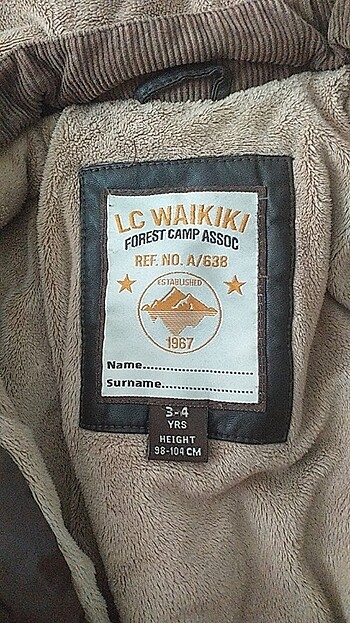 LC WAIKIKI
FOREST CAMP ASSOC
REF. NO. A/638
ESTABLISHED
1967
Name........................
Surname....................
3-4
YRS
HEIGHT
98-104 CM